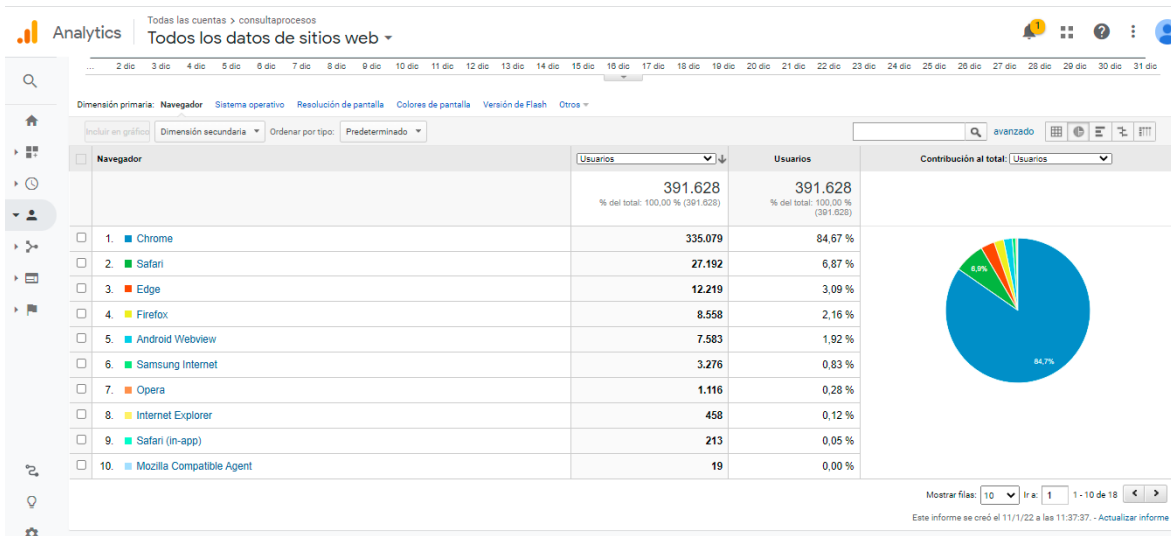 Analytics
Todas las cuentas > consultaprocesos
Todos los datos de sitios web
... 2 dic 3 dic 4 dic 5 dic 6 dic 7 dic 8 dic 9 dic 10 dic 11 dic 12 dic 13 dic 14 dic 15 dic 16 dic 17 dic 18 dic 19 dic 20 dic 21 dic 22 dic 23 dic 24 dic 25 dic 26 dic 27 dic 28 dic 29 dic 30 dic 31 dic
1
Dimensión primaria: Navegador Sistema operativo Resolución de pantalla Colores de pantalla Versión de Flash Otros
Incluir en gráfico Dimensión secundaria Ordenar por tipo: Predeterminado avanzado
Navegador Usuarios Usuarios Contribución al total: Usuarios
391.628 391.628
% del total: 100,00 % (391.628) % del total: 100,00 % (391.628)
1. Chrome 335.079 84,67 %
2. Safari 27.192 6,87 %
3. Edge 12.219 3,09 %
4. Firefox 8.558 2,16 %
5. Android Webview 7.583 1,92 %
6. Samsung Internet 3.276 0,83 %
7. Opera 1.116 0,28 %
8. Internet Explorer 458 0,12 %
9. Safari (in-app) 213 0,05 %
10. Mozilla Compatible Agent 19 0,00 %
6,9%
84,7%
Mostrar filas: 10 Ir a: 1 1 - 10 de 18
Este informe se creó el 11/1/22 a las 11:37:37. - Actualizar informe